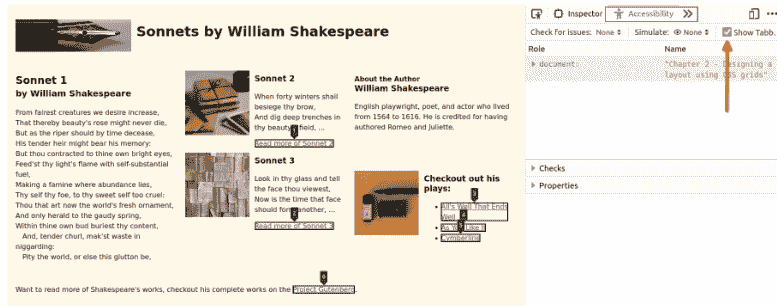 Sonnets by William Shakespeare
Sonnet 1
by William Shakespeare
From fairest creatures we desire increase,
That thereby beauty's rose might never die,
But as the riper should by time decease,
His tender heir might bear his memory:
But thou contracted to thine own bright eyes,
Feed'st thy light's flame with self-substantial
fuel,
Making a famine where abundance lies,
Thy self thy foe, to thy sweet self too cruel:
Thou that art now the world's fresh ornament,
And only herald to the gaudy spring,
Within thine own bud buriest thy content,
And, tender churl, mak'st waste in
niggarding:
Pity the world, or else this glutton be,
Sonnet 2
When forty winters shall
besiege thy brow,
And dig deep trenches in
thy beauty's field, ...
Read more of Sonnet 2
Sonnet 3
Look in thy glass and tell
the face thou viewest,
Now is the time that face
should form another, ...
Read more of Sonnet 3
About the Author
William Shakespeare
English playwright, poet, and actor who lived
from 1564 to 1616. He is credited for having
authored Romeo and Juliette.
Checkout out his
plays:
• All's Well That Ends
Well
• As You Like It
• Cymberline
Want to read more of Shakespeare's works, checkout his complete works on the Project Gutenberg.
Inspector Accessibility
Check for issues: None Simulate: None Show Tabb
Role Name
document: "Chapter 2 - Designing a
layout using CSS grids"
Checks
Properties